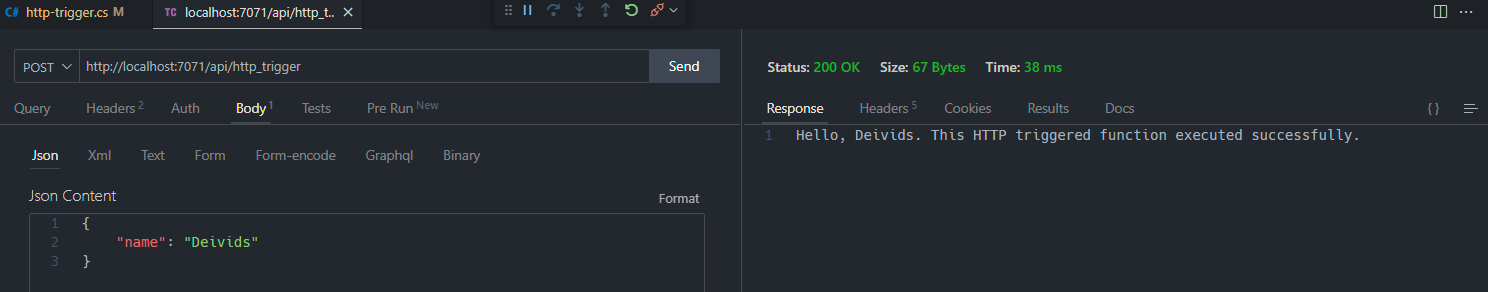 C# http-trigger.cs M
TC localhost:7071/api/http_t...
POST http://localhost:7071/api/http_trigger Send
Query Headers 2 Auth Body 1 Tests Pre Run New
Json Xml Text Form Form-encode Graphql Binary
Json Content
Format
1 {
2 "name": "Deivids"
3 }
Status: 200 OK Size: 67 Bytes Time: 38 ms
Response Headers 5 Cookies Results Docs { }
1 Hello, Deivids. This HTTP triggered function executed successfully.